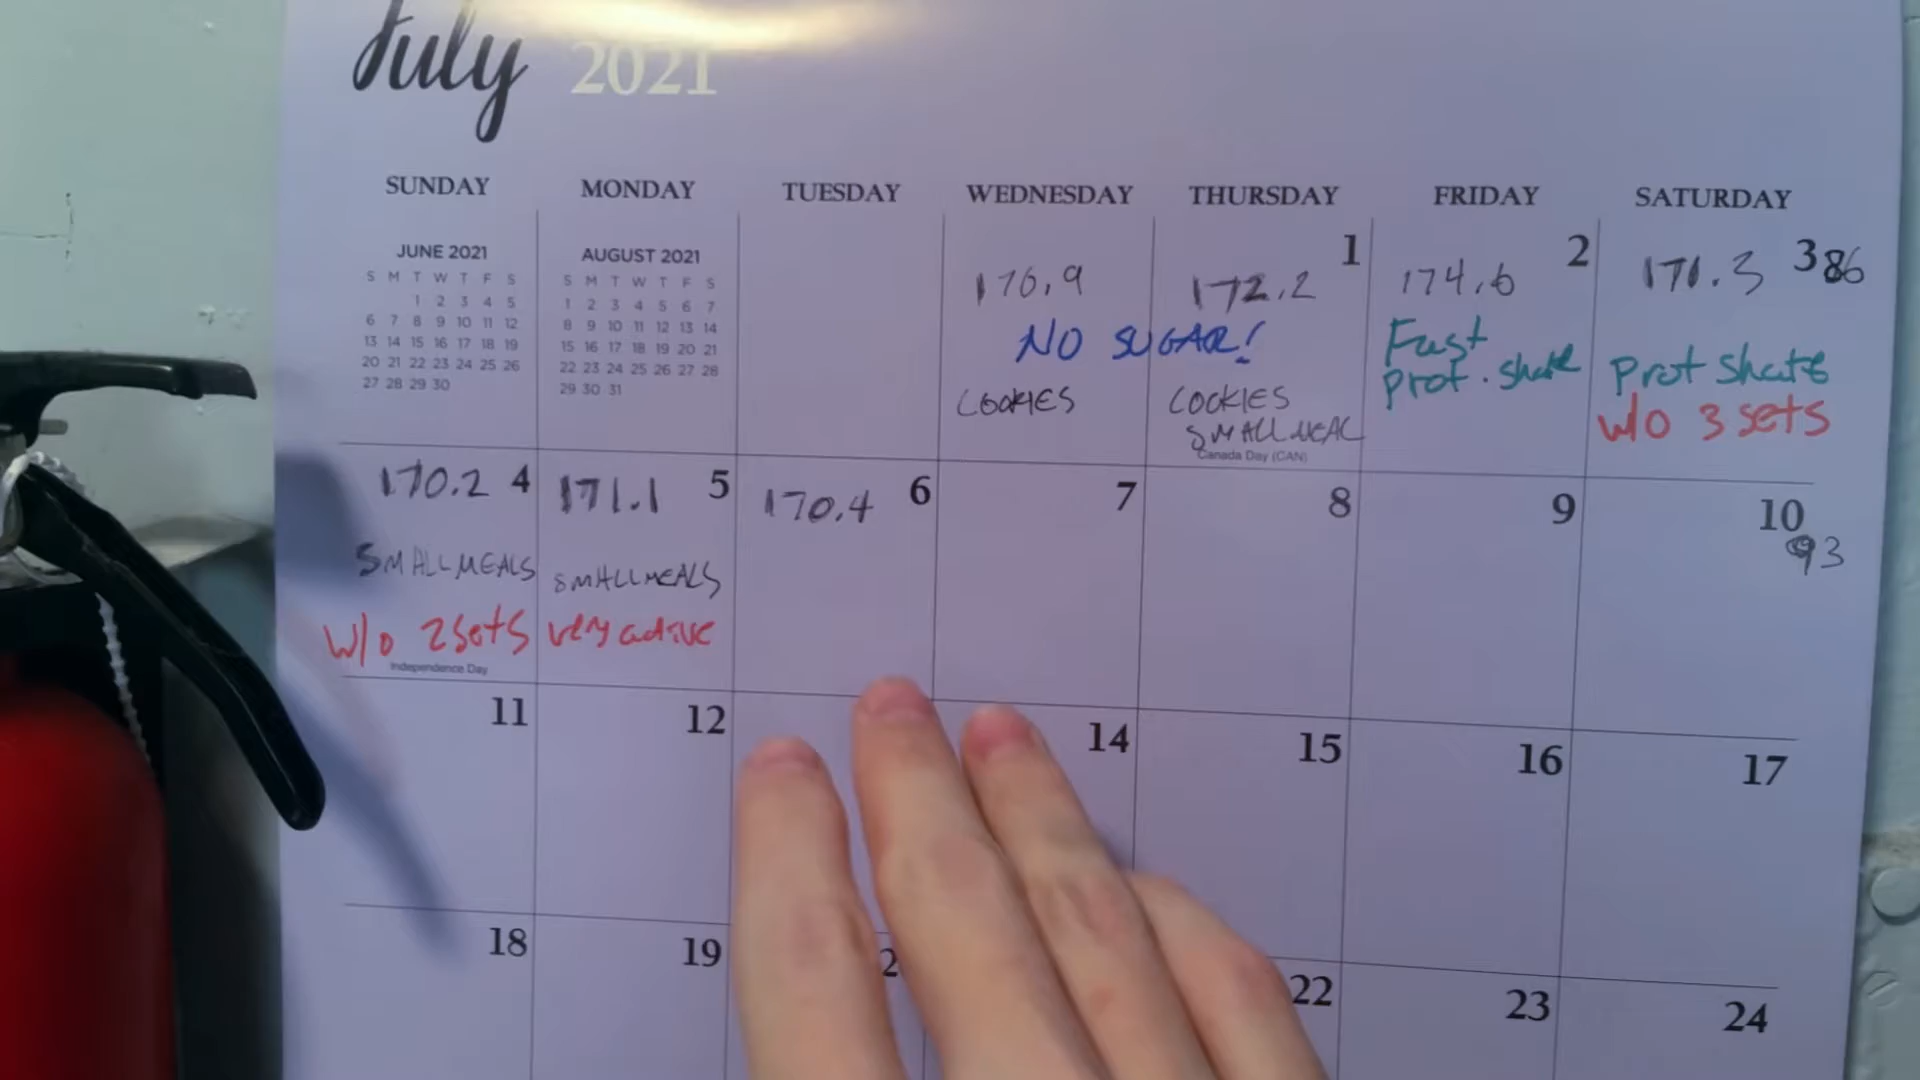 July 2021
SUNDAY MONDAY TUESDAY WEDNESDAY THURSDAY FRIDAY SATURDAY
JUNE 2021
S M T W T F S
1 2 3 4 5
6 7 8 9 10 11 12
13 14 15 16 17 18 19
20 21 22 23 24 25 26
27 28 29 30
AUGUST 2021
S M T W T F S
1 2 3 4 5 6 7
8 9 10 11 12 13 14
15 16 17 18 19 20 21
22 23 24 25 26 27 28
29 30 31
176.9
NO SUGAR!
COOKIES
1
172.2
COOKIES
SMALL MEAL
Canada Day (CAN)
2
174.6
Fast
Prot. shake
3 86
171.3
Prot Shake
w/o 3 sets
170.2 4
SMALL MEALS
w/o 2 sets
Independence Day
171.1 5
SMALL MEALS
very active
170.4 6
7
8
9
10
93
11
12
14
15
16
17
18
19
2
22
23
24